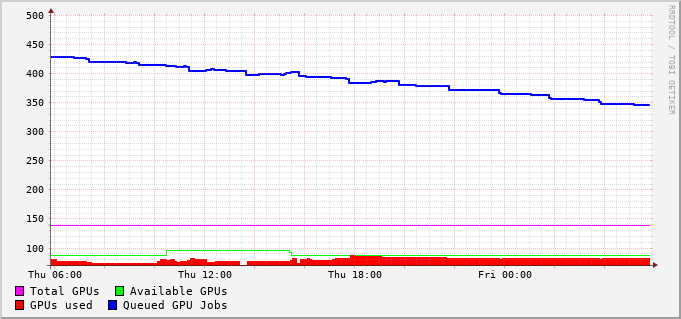 500
450
400
350
300
250
200
150
100
Thu 06:00 Thu 12:00 Thu 18:00 Fri 00:00
Total GPUs Available GPUs
GPUs used Queued GPU Jobs
RRDTOOL / TOBI OETIKER